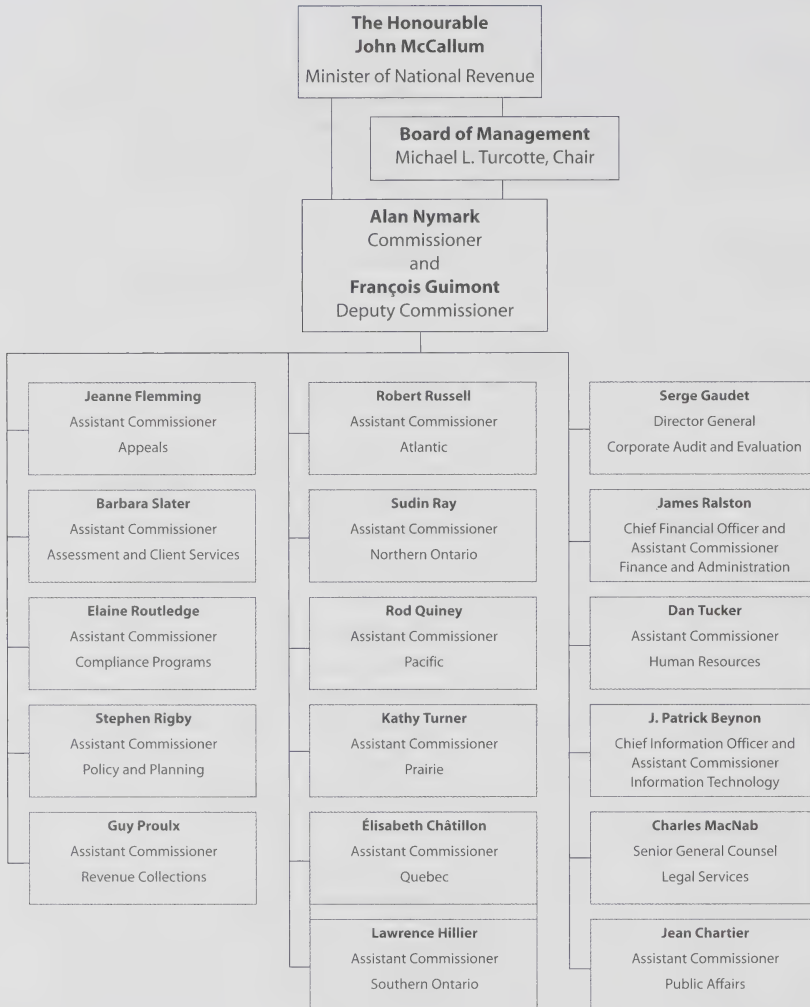 The Honourable
John McCallum
Minister of National Revenue
Board of Management
Michael L. Turcotte, Chair
Alan Nymark
Commissioner
and
François Guimont
Deputy Commissioner
Jeanne Flemming
Assistant Commissioner
Appeals
Barbara Slater
Assistant Commissioner
Assessment and Client Services
Elaine Routledge
Assistant Commissioner
Compliance Programs
Stephen Rigby
Assistant Commissioner
Policy and Planning
Guy Proulx
Assistant Commissioner
Revenue Collections
Robert Russell
Assistant Commissioner
Atlantic
Sudin Ray
Assistant Commissioner
Northern Ontario
Rod Quiney
Assistant Commissioner
Pacific
Kathy Turner
Assistant Commissioner
Prairie
Élisabeth Châtillon
Assistant Commissioner
Quebec
Lawrence Hillier
Assistant Commissioner
Southern Ontario
Serge Gaudet
Director General
Corporate Audit and Evaluation
James Ralston
Chief Financial Officer and
Assistant Commissioner
Finance and Administration
Dan Tucker
Assistant Commissioner
Human Resources
J. Patrick Beynon
Chief Information Officer and
Assistant Commissioner
Information Technology
Charles MacNab
Senior General Counsel
Legal Services
Jean Chartier
Assistant Commissioner
Public Affairs